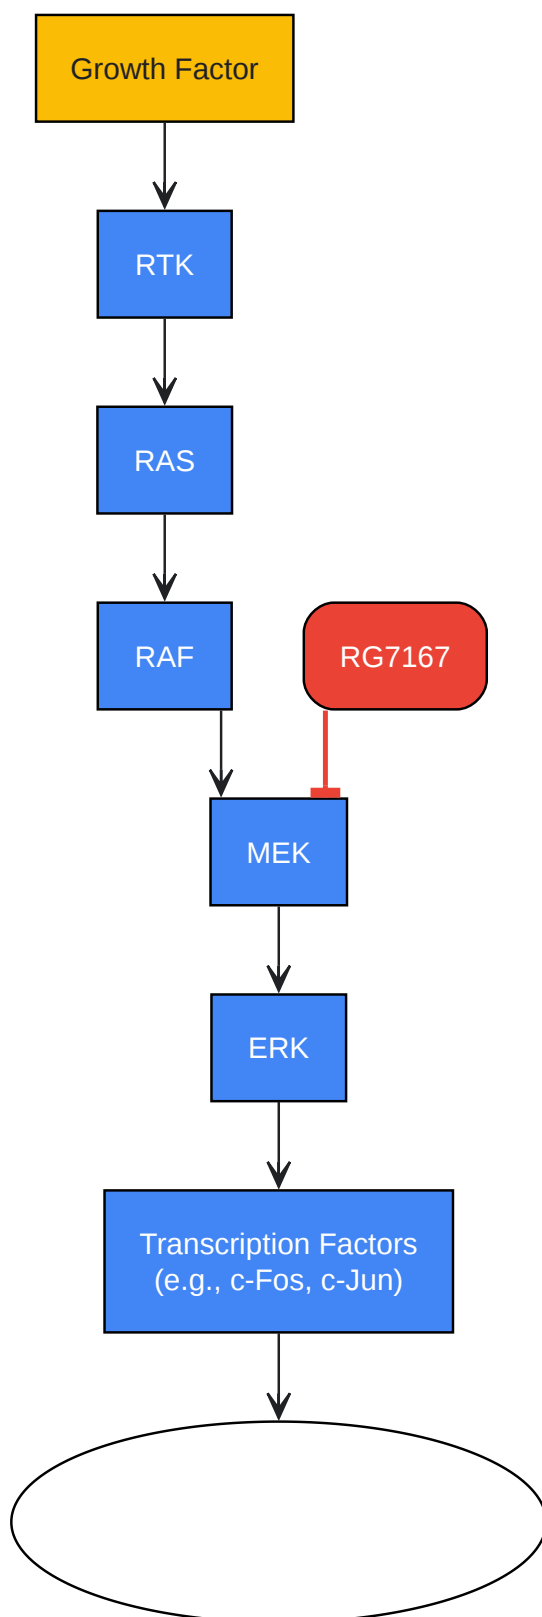 Growth Factor
RTK
RAS
RAF
RG7167
MEK
ERK
Transcription Factors
(e.g., c-Fos, c-Jun)